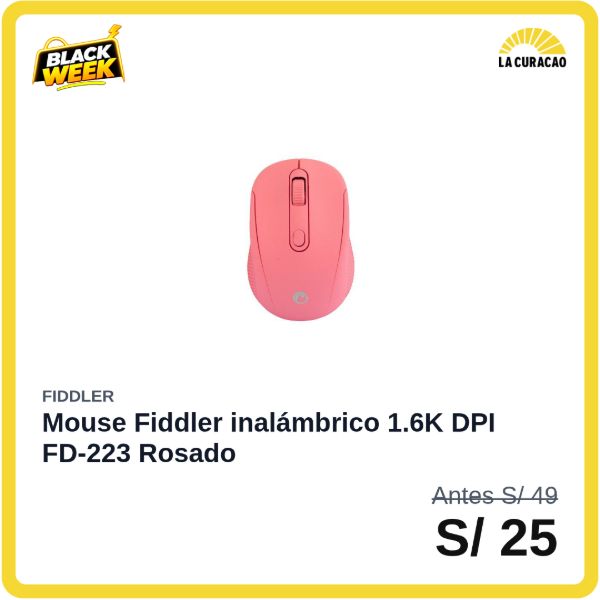 BLACK
WEEK
LA CURACAO
FIDDLER
Mouse Fiddler inalámbrico 1.6K DPI
FD-223 Rosado
Antes S/ 49
S/ 25